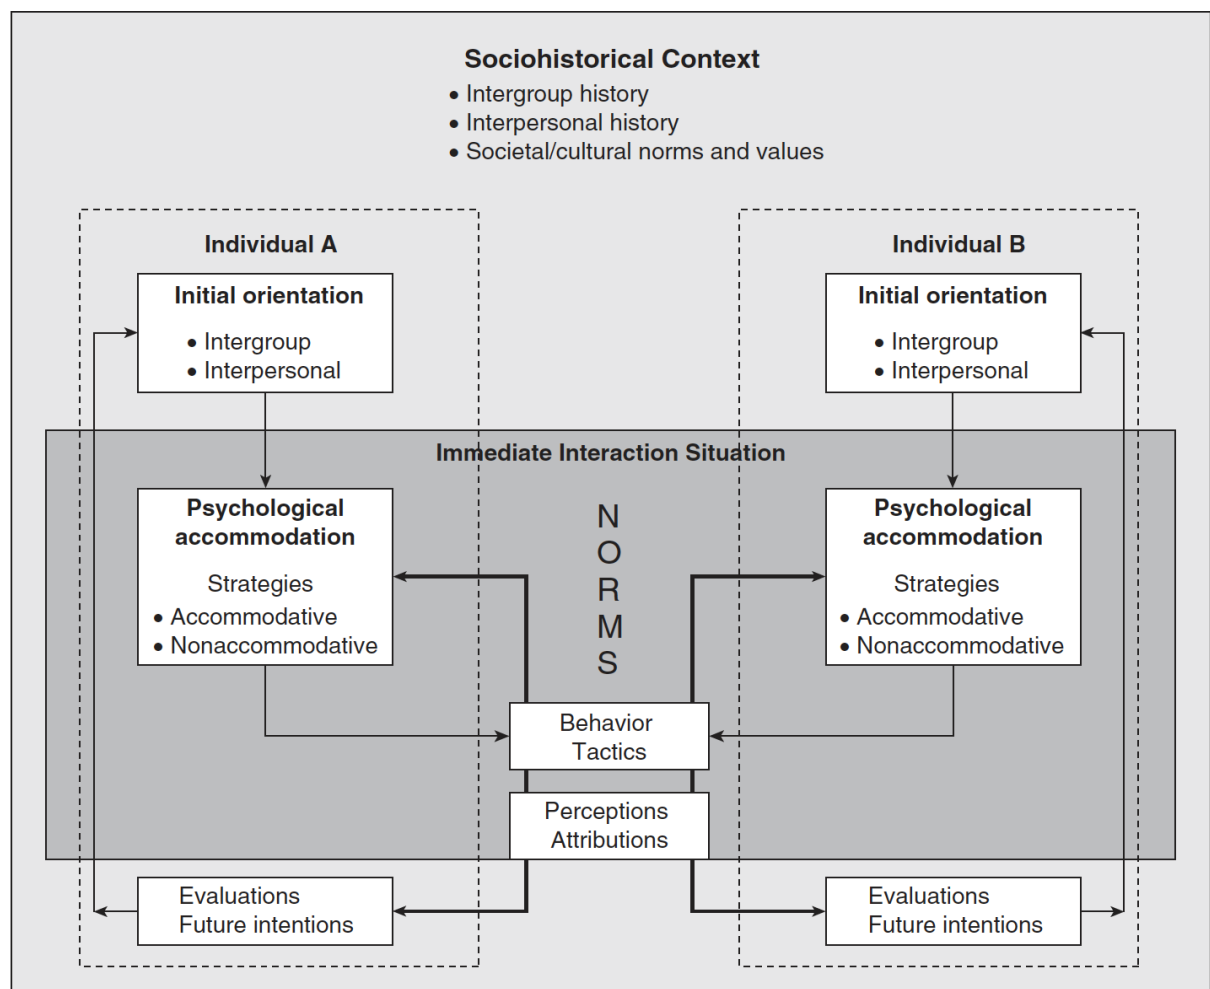 Sociohistorical Context
• Intergroup history
• Interpersonal history
• Societal/cultural norms and values
Individual A
Initial orientation
• Intergroup
• Interpersonal
Individual B
Initial orientation
• Intergroup
• Interpersonal
Immediate Interaction Situation
Psychological
accommodation
Strategies
• Accommodative
• Nonaccommodative
N
O
R
M
S
Psychological
accommodation
Strategies
• Accommodative
• Nonaccommodative
Behavior
Tactics
Perceptions
Attributions
Evaluations
Future intentions
Evaluations
Future intentions